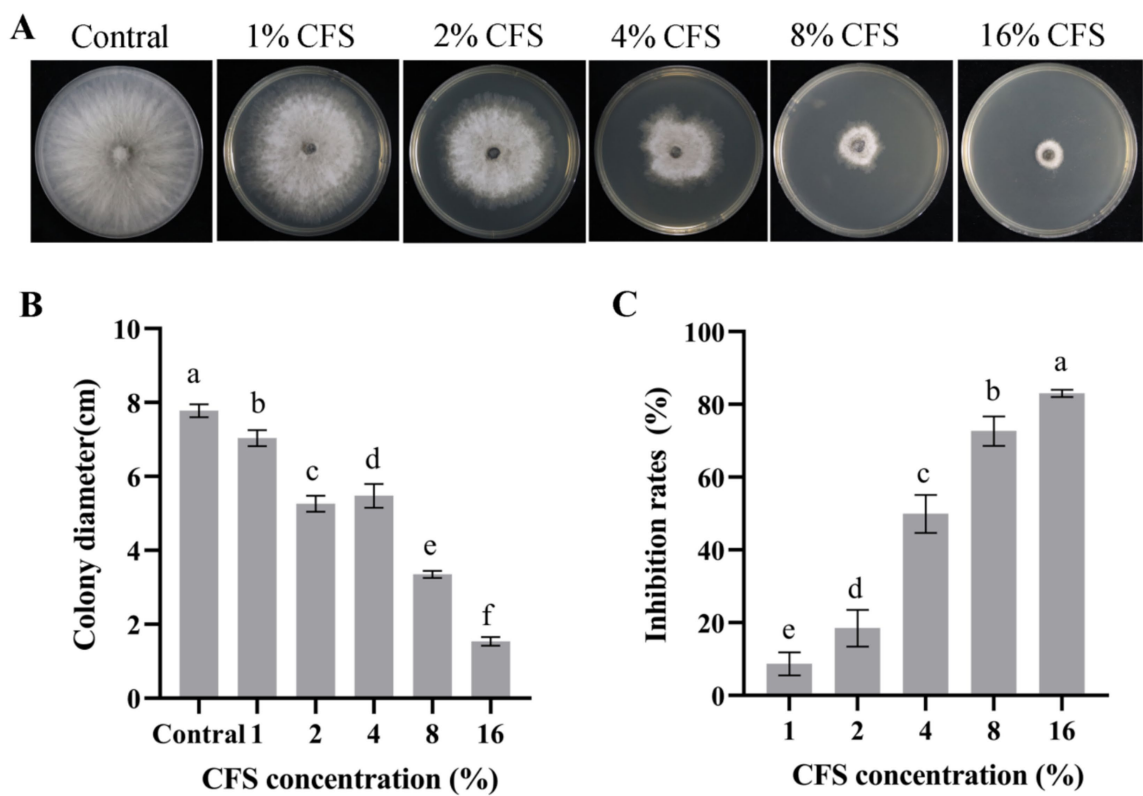 A
Contral 1% CFS 2% CFS 4% CFS 8% CFS 16% CFS
B
10
8
6
4
2
0
Colony diameter(cm)
a
b
c
d
e
f
Contral 1 2 4 8 16
CFS concentration (%)
C
100
80
60
40
20
0
Inhibition rates (%)
e
d
c
b
a
1 2 4 8 16
CFS concentration (%)